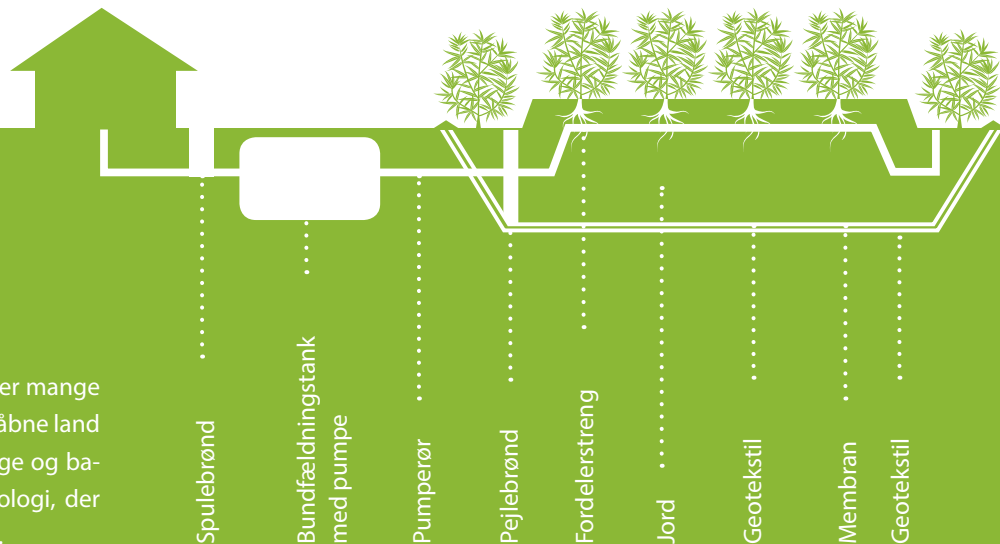 er mange
åbne land
ge og ba-
ologi, der
Spulebrønd
Bundfældningstank
med pumpe
Pumperør
Pejlebrønd
Fordelerstreng
Jord
Geotekstil
Membran
Geotekstil